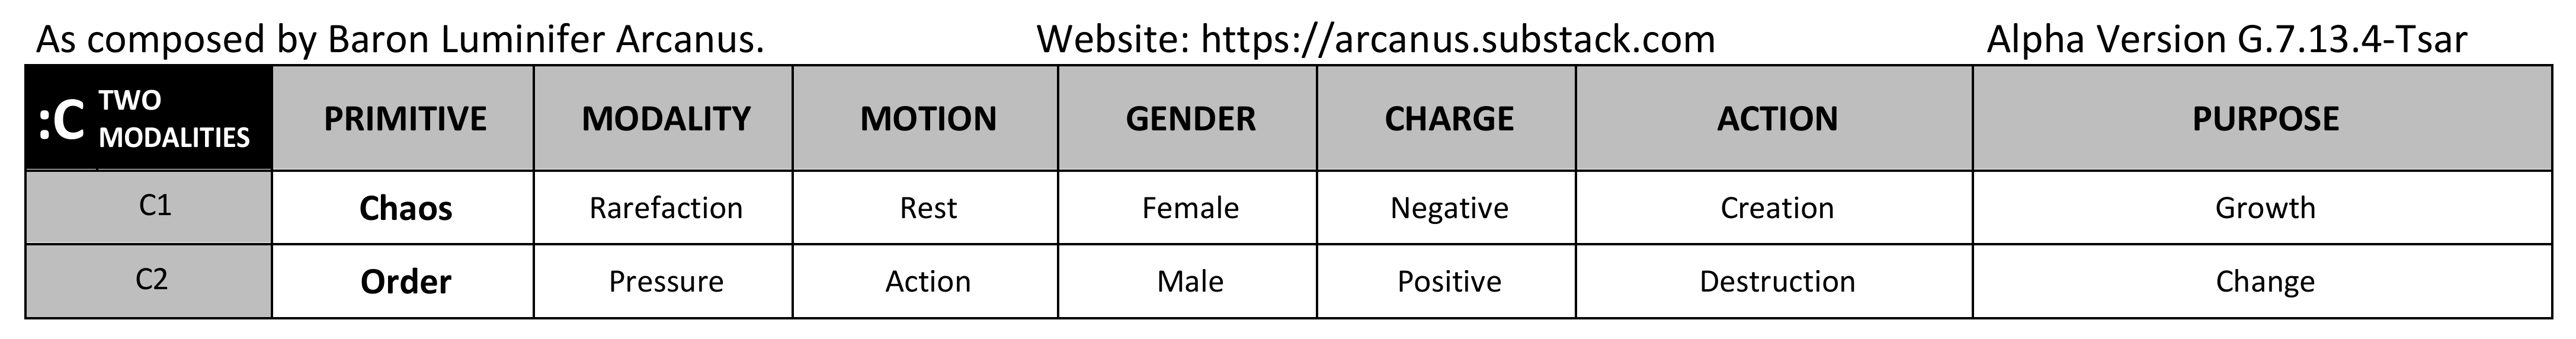 As composed by Baron Luminifer Arcanus. Website: https://arcanus.substack.com Alpha Version G.7.13.4-Tsar
:C TWO MODALITIES PRIMITIVE MODALITY MOTION GENDER CHARGE ACTION PURPOSE
C1 Chaos Rarefaction Rest Female Negative Creation Growth
C2 Order Pressure Action Male Positive Destruction Change